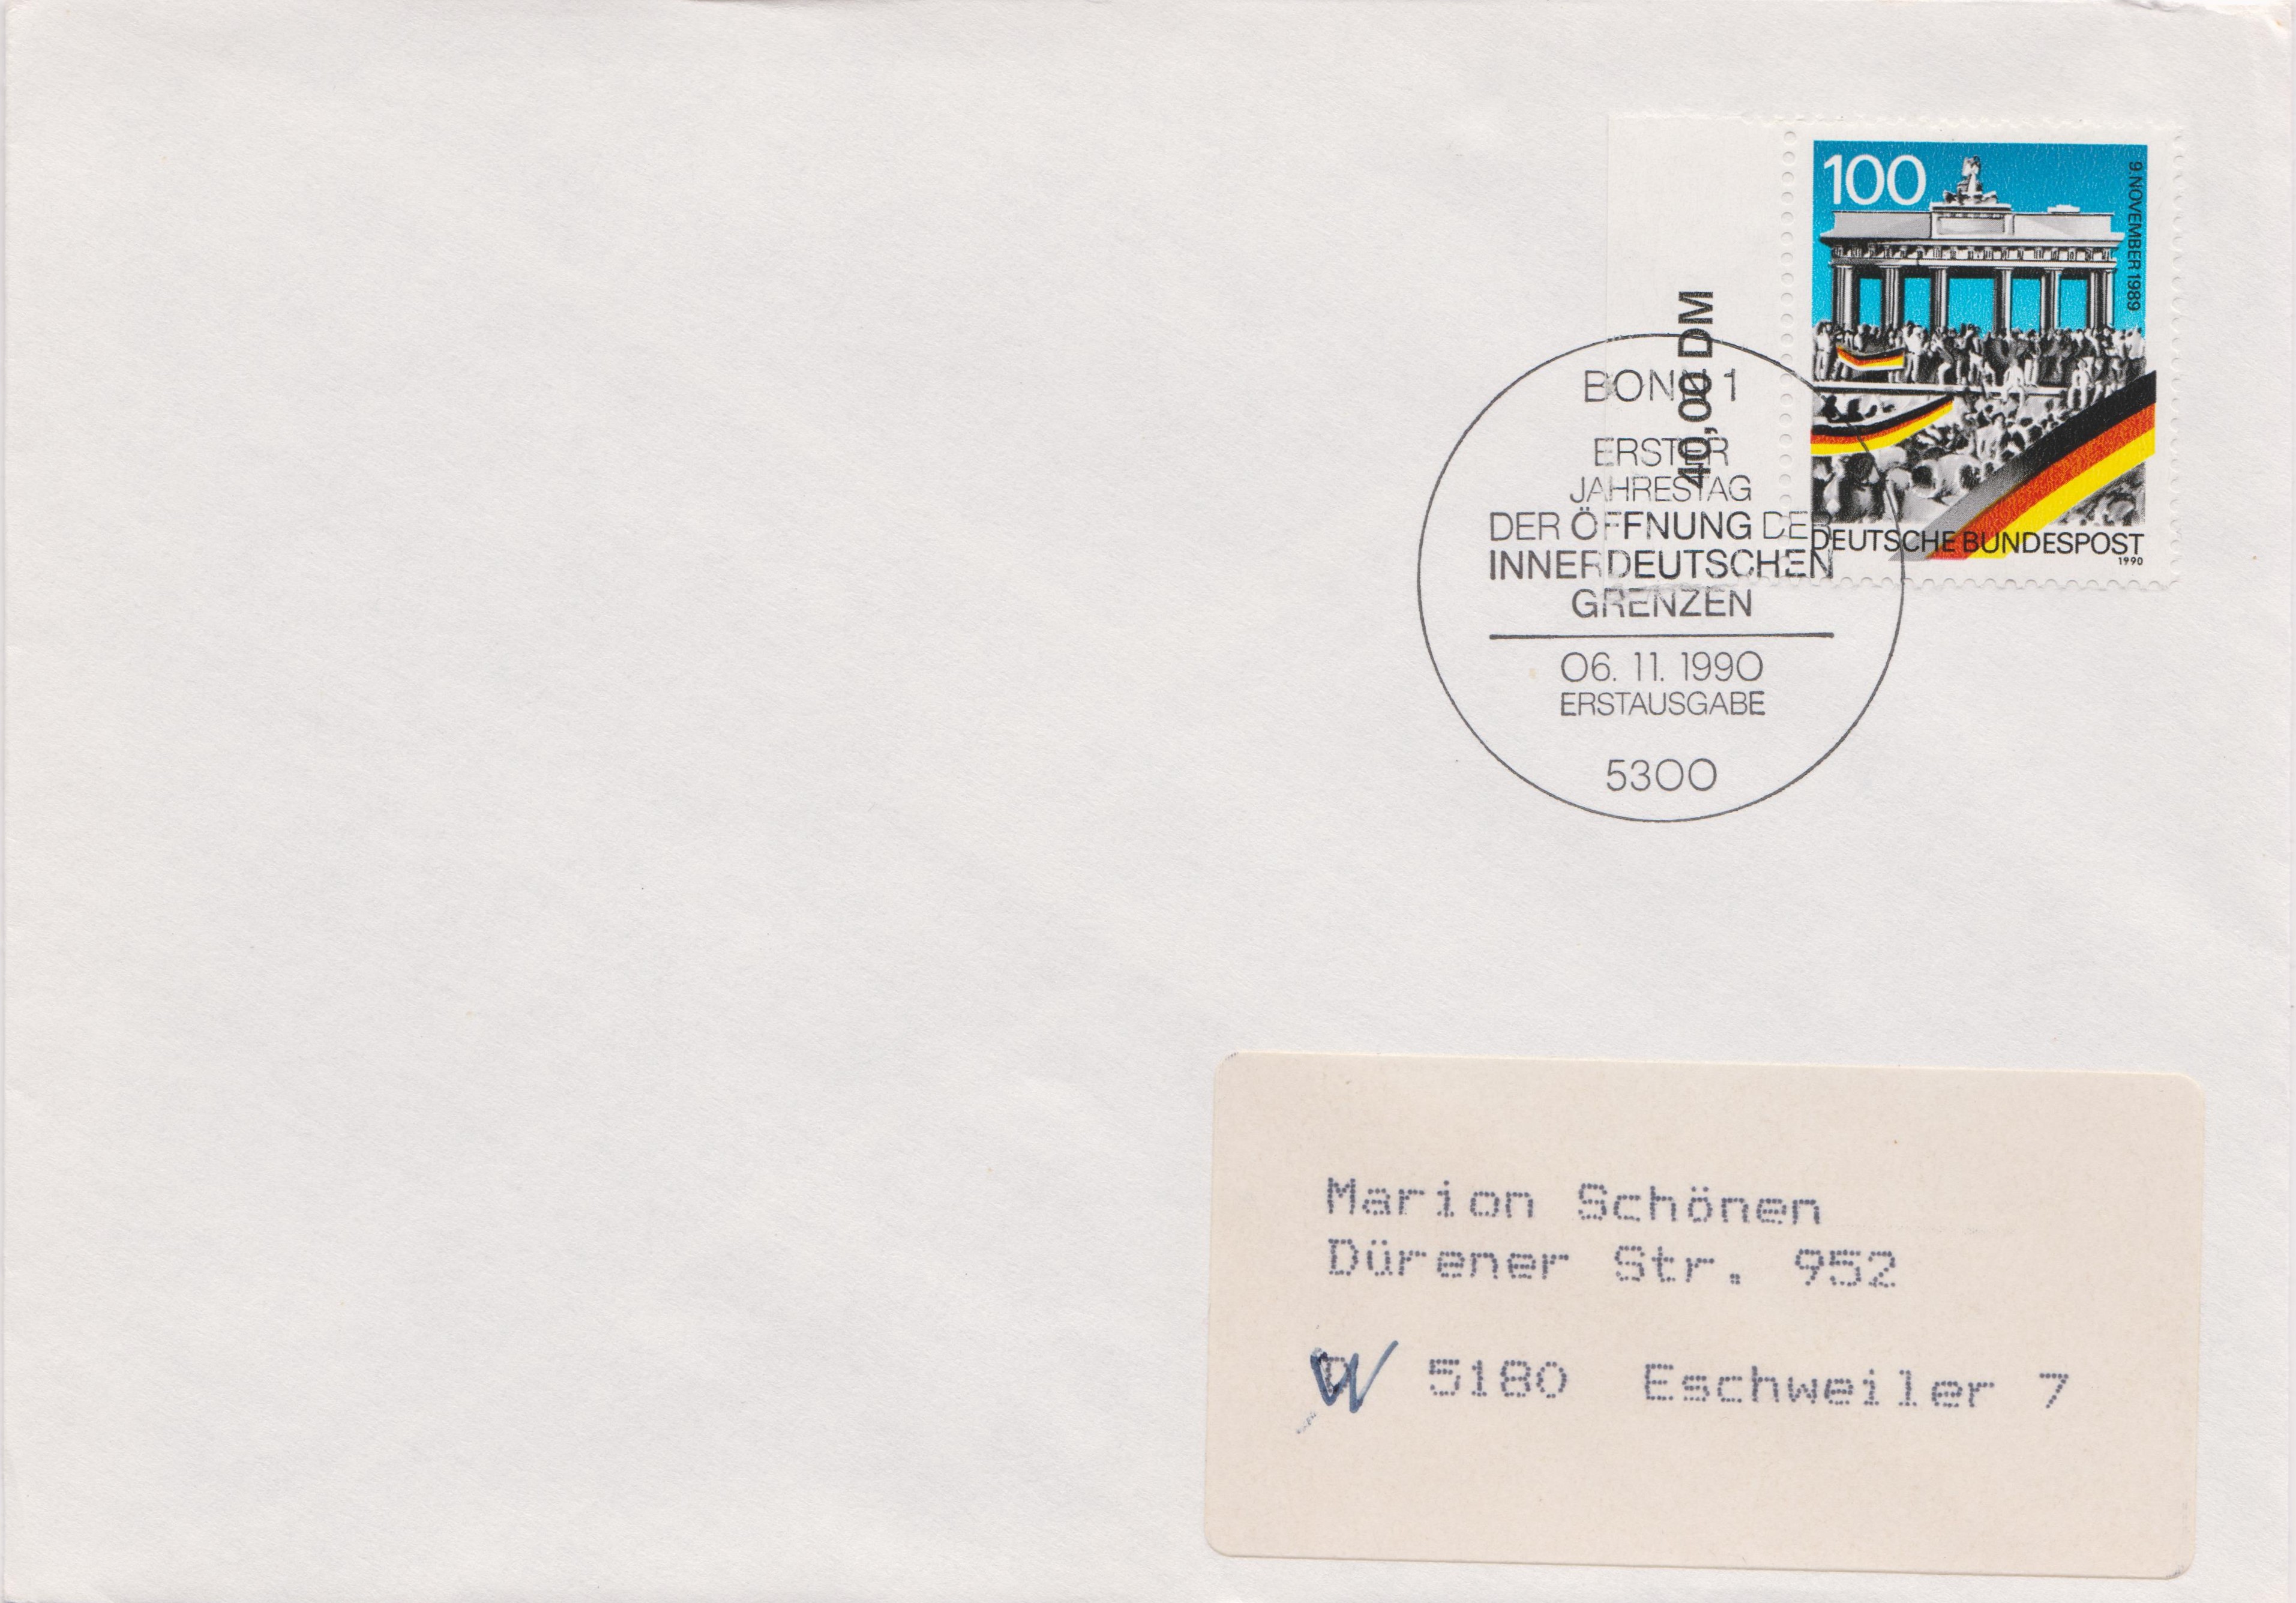 100
9. NOVEMBER 1989
DEUTSCHE BUNDESPOST
1990
40,00 DM
BONN 1
ERSTER
JAHRESTAG
DER ÖFFNUNG DER
INNERDEUTSCHEN
GRENZEN
06. 11. 1990
ERSTAUSGABE
5300
Marion Schönen
Dürener Str. 952
W 5180 Eschweiler 7